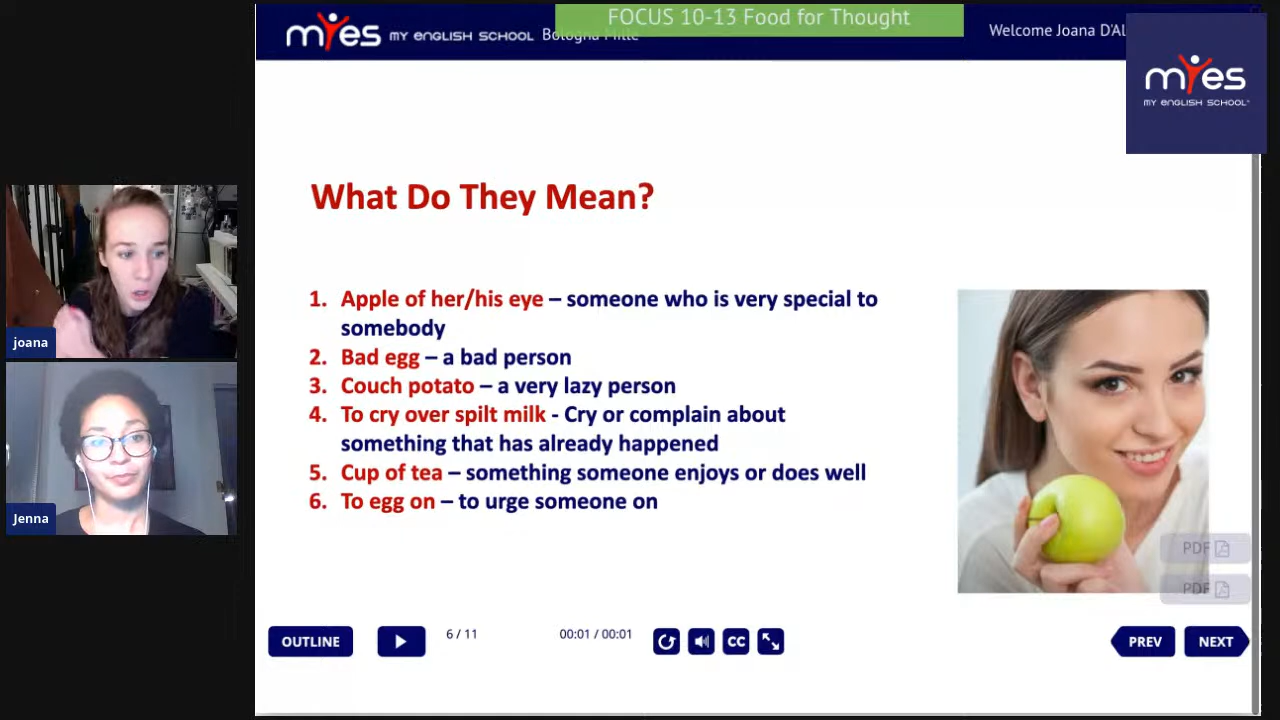 FOCUS 10-13 Food for Thought
myes MY ENGLISH SCHOOL Bologna Mille
Welcome Joana D'Al
myes
MY ENGLISH SCHOOL
What Do They Mean?
1. Apple of her/his eye – someone who is very special to
somebody
2. Bad egg – a bad person
3. Couch potato – a very lazy person
4. To cry over spilt milk - Cry or complain about
something that has already happened
5. Cup of tea – something someone enjoys or does well
6. To egg on – to urge someone on
joana
Jenna
PDF
PDF
OUTLINE
6 / 11
00:01 / 00:01
CC
PREV
NEXT